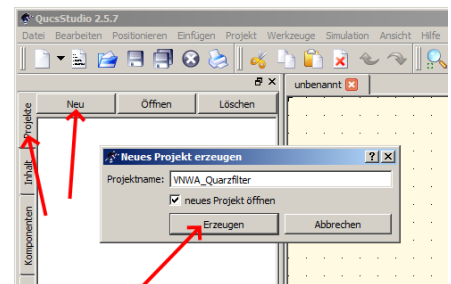 QucsStudio 2.5.7
Datei Bearbeiten Positionieren Einfügen Projekt Werkzeuge Simulation Ansicht Hilfe
unbenannt
Projekte
Inhalt
Komponenten
Neu Öffnen Löschen
Neues Projekt erzeugen
Projektname: VNWA_Quarzfilter
neues Projekt öffnen
Erzeugen Abbrechen